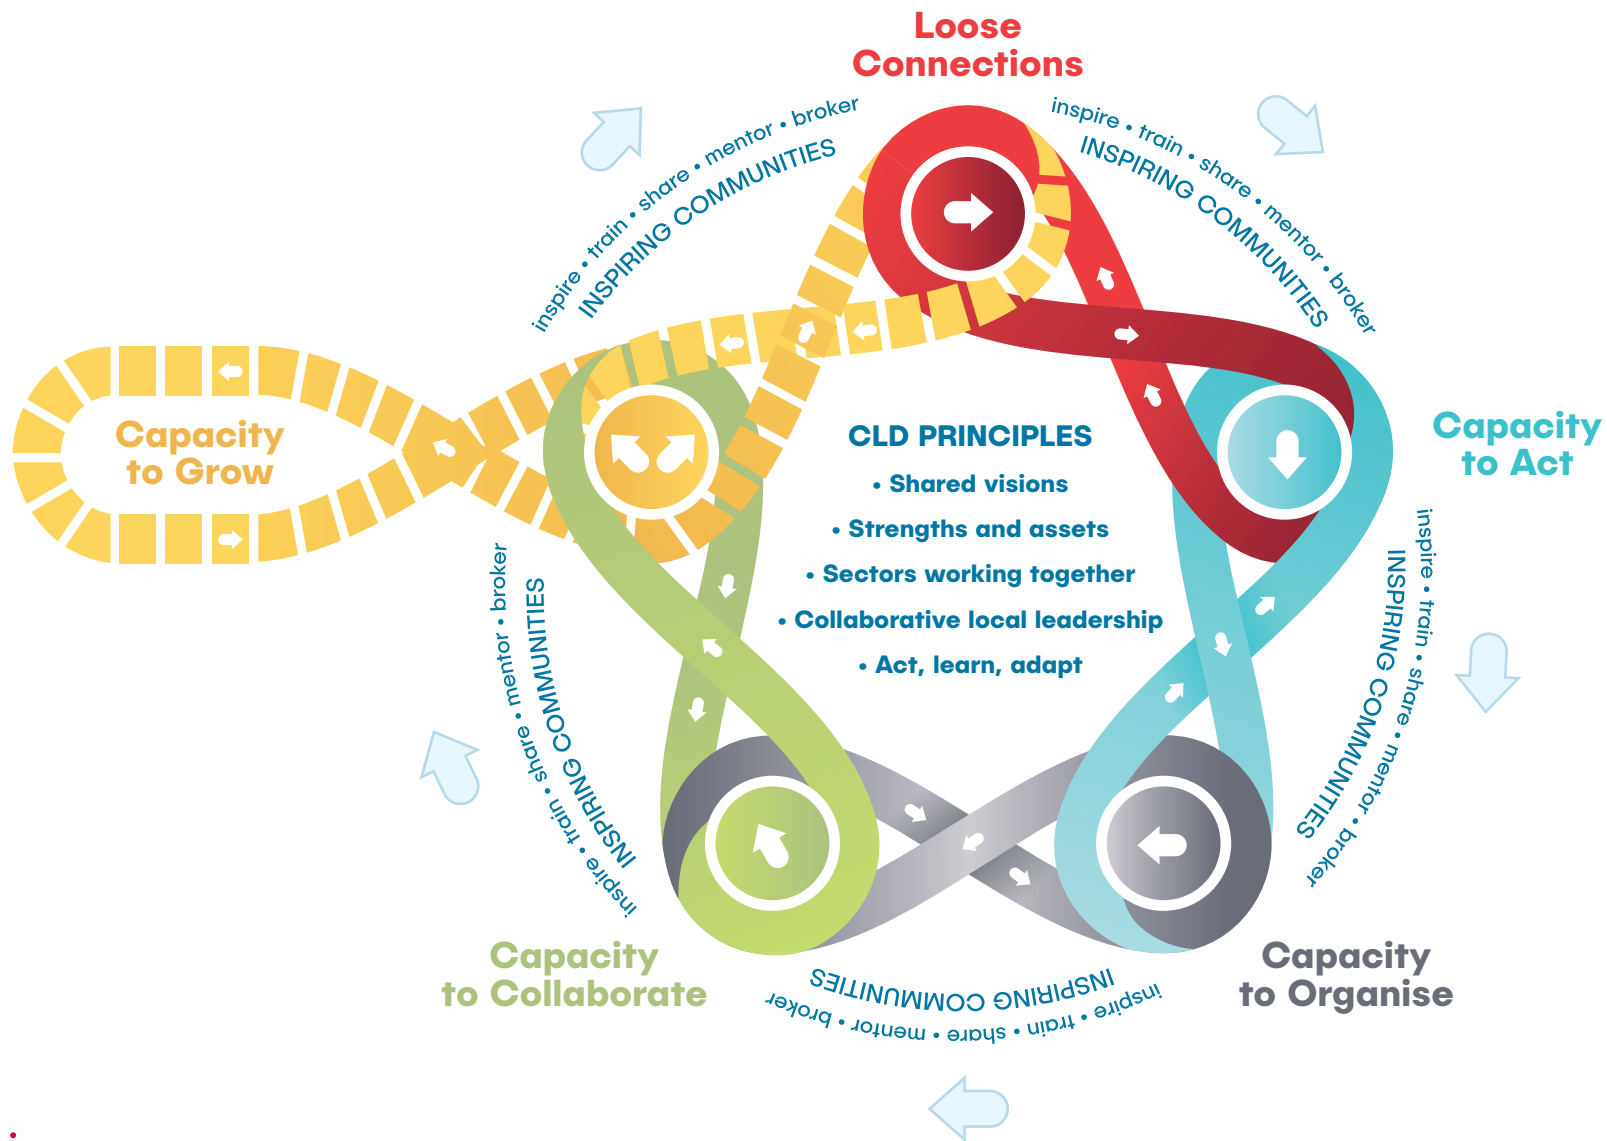 Loose
Connections
inspire • train • share • mentor • broker
INSPIRING COMMUNITIES
inspire • train • share • mentor • broker
INSPIRING COMMUNITIES
Capacity
to Grow
CLD PRINCIPLES
• Shared visions
• Strengths and assets
• Sectors working together
• Collaborative local leadership
• Act, learn, adapt
Capacity
to Act
inspire • train • share • mentor • broker
INSPIRING COMMUNITIES
inspire • train • share • mentor • broker
INSPIRING COMMUNITIES
Capacity
to Collaborate
Capacity
to Organise
INSPIRING COMMUNITIES
inspire • train • share • mentor • broker